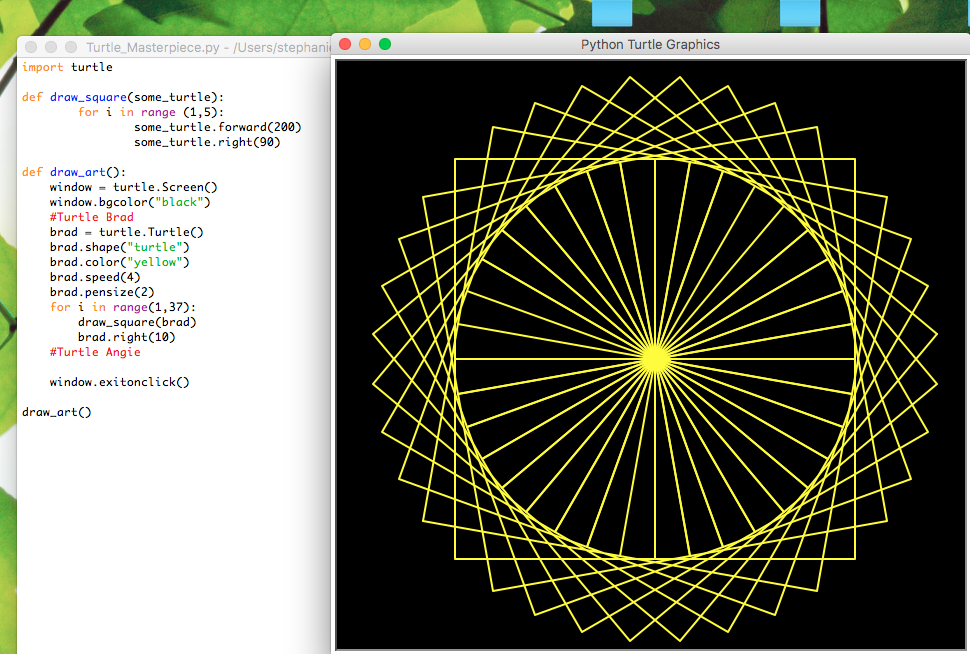 Turtle_Masterpiece.py - /Users/stephani
Python Turtle Graphics
import turtle
def draw_square(some_turtle):
for i in range (1,5):
some_turtle.forward(200)
some_turtle.right(90)
def draw_art():
window = turtle.Screen()
window.bgcolor("black")
#Turtle Brad
brad = turtle.Turtle()
brad.shape("turtle")
brad.color("yellow")
brad.speed(4)
brad.pensize(2)
for i in range(1,37):
draw_square(brad)
brad.right(10)
#Turtle Angie
window.exitonclick()
draw_art()